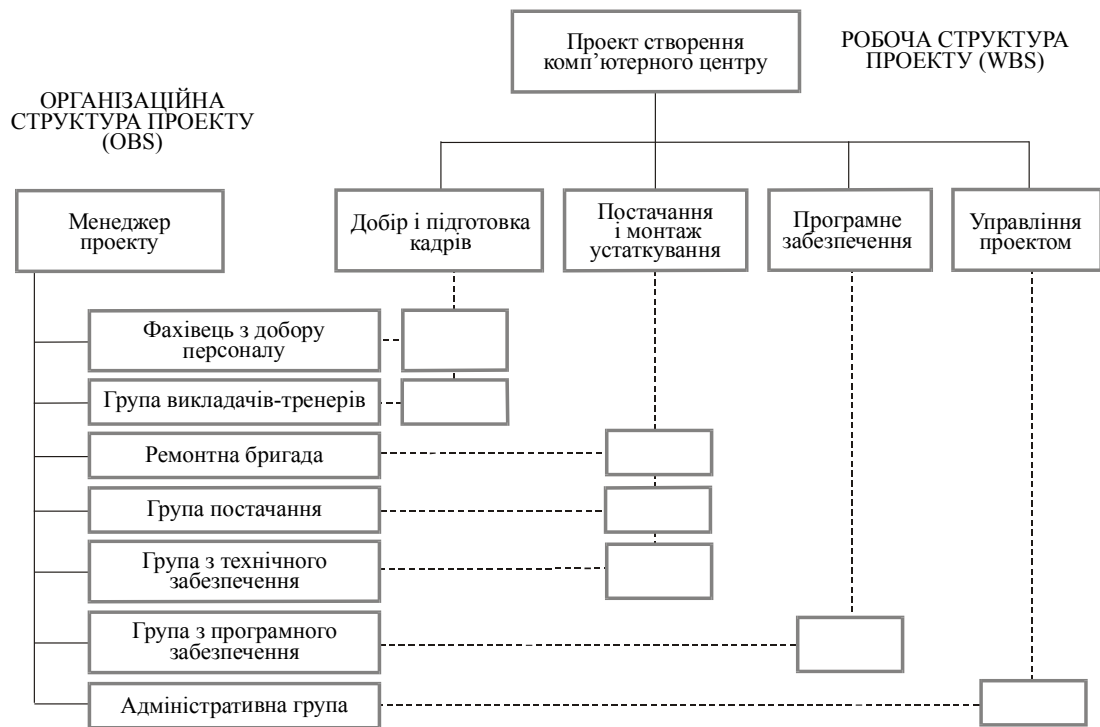 Проект створення
комп’ютерного центру
РОБОЧА СТРУКТУРА
ПРОЕКТУ (WBS)
ОРГАНІЗАЦІЙНА
СТРУКТУРА ПРОЕКТУ
(OBS)
Менеджер
проекту
Добір і підготовка
кадрів
Постачання
і монтаж
устаткування
Програмне
забезпечення
Управління
проектом
Фахівець з добору
персоналу
Група викладачів-тренерів
Ремонтна бригада
Група постачання
Група з технічного
забезпечення
Група з програмного
забезпечення
Адміністративна група